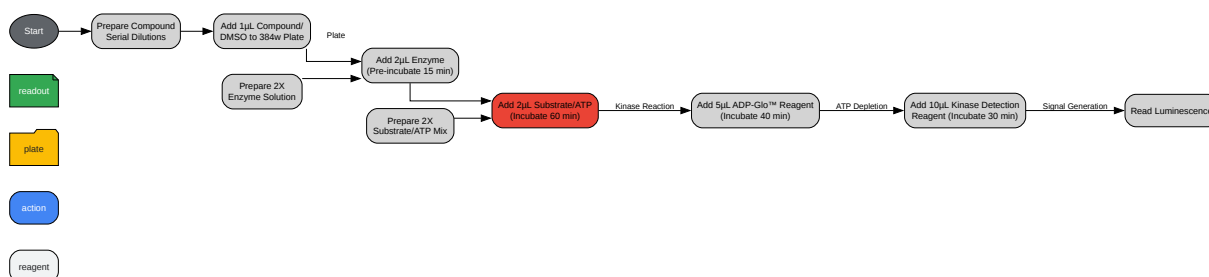 Start
Prepare Compound
Serial Dilutions
Add 1µL Compound/
DMSO to 384w Plate
Plate
Add 2µL Enzyme
(Pre-incubate 15 min)
Prepare 2X
Enzyme Solution
Add 2µL Substrate/ATP
(Incubate 60 min)
Prepare 2X
Substrate/ATP Mix
Kinase Reaction
Add 5µL ADP-Glo™ Reagent
(Incubate 40 min)
ATP Depletion
Add 10µL Kinase Detection
Reagent (Incubate 30 min)
Signal Generation
Read Luminescence
readout
plate
action
reagent